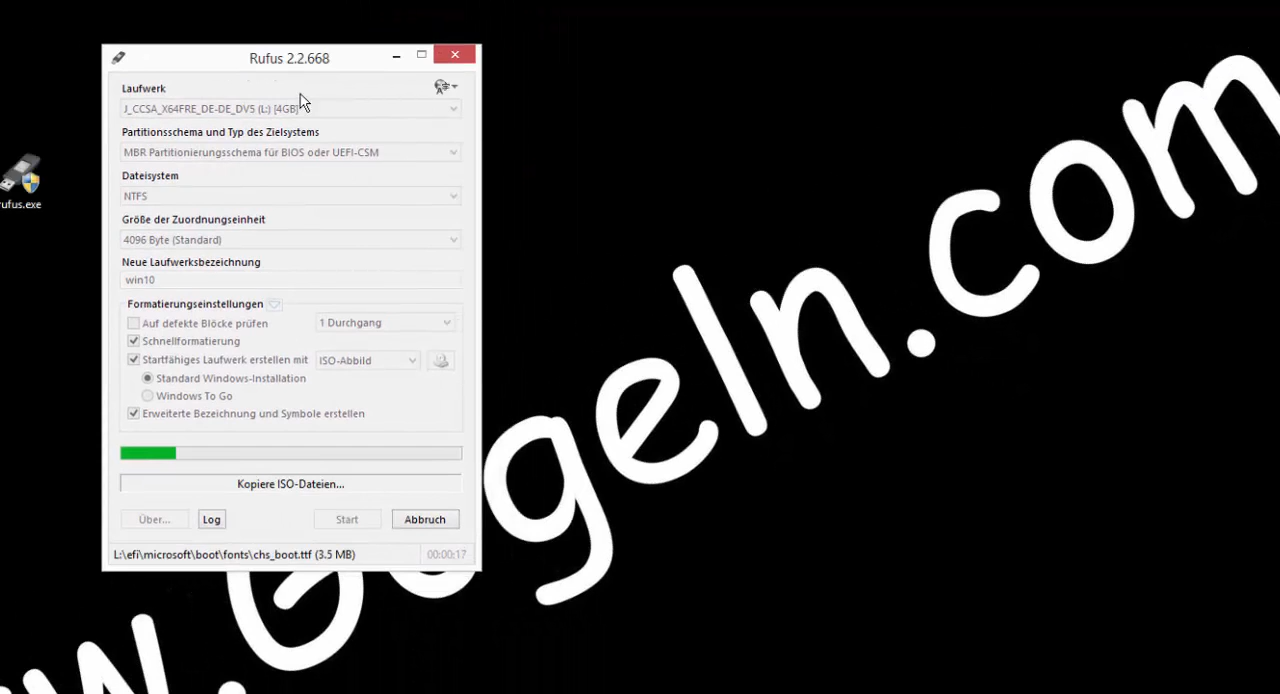 Rufus 2.2.668
Laufwerk
J_CCSA_X64FRE_DE-DE_DV5 (L:) [4GB]
Partitionsschema und Typ des Zielsystems
MBR Partitionierungsschema für BIOS oder UEFI-CSM
Dateisystem
NTFS
Größe der Zuordnungseinheit
4096 Byte (Standard)
Neue Laufwerksbezeichnung
win10
Formatierungseinstellungen
Auf defekte Blöcke prüfen 1 Durchgang
Schnellformatierung
Startfähiges Laufwerk erstellen mit ISO-Abbild
Standard Windows-Installation
Windows To Go
Erweiterte Bezeichnung und Symbole erstellen
Kopiere ISO-Dateien...
Über... Log Start Abbruch
L:\efi\microsoft\boot\fonts\chs_boot.ttf (3.5 MB) 00:00:17
rufus.exe
w.Gogeln.com